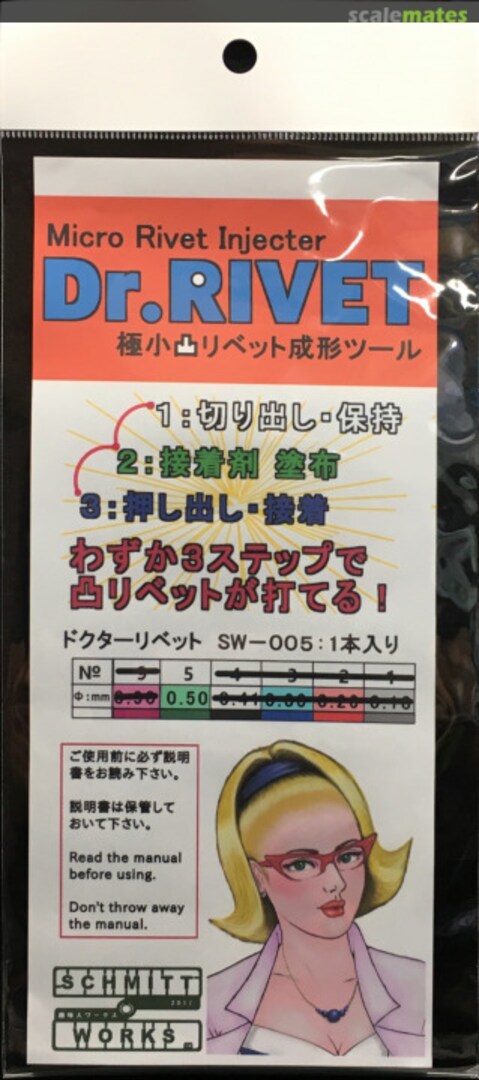 scalemates
Micro Rivet Injecter
Dr.RIVET
極小凸リベット成形ツール
1:切り出し・保持
2:接着剤 塗布
3:押し出し・接着
わずか3ステップで
凸リベットが打てる!
ドクターリベット SW-005:1本入り
№ 5 4 3 2 1
Φ:mm 0.50 0.20
ご使用前に必ず説明
書をお読み下さい。
説明書は保管して
おいて下さい。
Read the manual
before using.
Don't throw away
the manual.
SCHMITT
WORKS